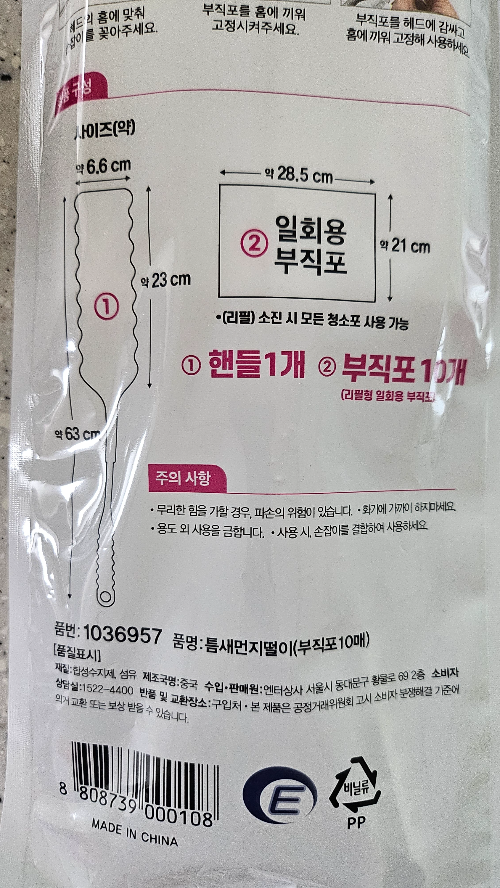 헤드의 홈에 맞춰
손잡이를 꽂아주세요.
부직포를 홈에 끼워
고정시켜주세요.
부직포를 헤드에 감싸고
홈에 끼워 고정해 사용하세요.
구성
사이즈(약)
약 6.6 cm
약 23 cm
①
약 63 cm
약 28.5 cm
② 일회용
부직포
약 21 cm
•(리필) 소진 시 모든 청소포 사용 가능
① 핸들1개 ② 부직포 10개
(리필형 일회용 부직포)
주의 사항
• 무리한 힘을 가할 경우, 파손의 위험이 있습니다. • 화기에 가까이 하지마세요.
• 용도 외 사용을 금합니다. • 사용 시, 손잡이를 결합하여 사용하세요.
품번: 1036957 품명: 틈새먼지떨이(부직포10매)
[품질표시]
재질:합성수지제, 섬유 제조국명:중국 수입•판매원:엔터상사 서울시 동대문구 황물로 69 2층 소비자
상담실:1522-4400 반품 및 교환장소:구입처 • 본 제품은 공정거래위원회 고시 소비자 분쟁해결 기준에
의거 교환 또는 보상 받을 수 있습니다.
8 808739 000108
MADE IN CHINA
E
비닐류
PP